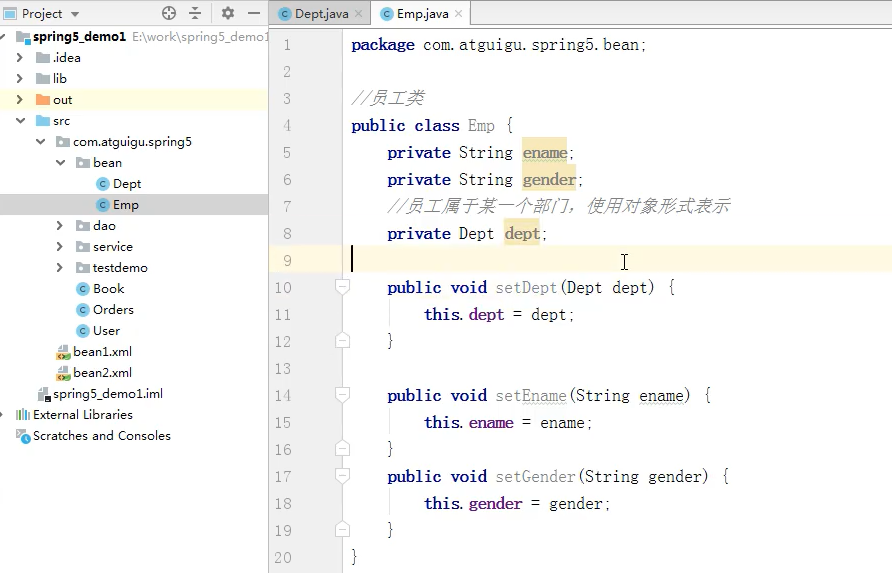 Project
spring5_demo1 E:\work\spring5_demo1
.idea
lib
out
src
com.atguigu.spring5
bean
Dept
Emp
dao
service
testdemo
Book
Orders
User
bean1.xml
bean2.xml
spring5_demo1.iml
External Libraries
Scratches and Consoles
Dept.java Emp.java
1 package com.atguigu.spring5.bean;
2
3 //员工类
4 public class Emp {
5 private String ename;
6 private String gender;
7 //员工属于某一个部门，使用对象形式表示
8 private Dept dept;
9
10 public void setDept(Dept dept) {
11 this.dept = dept;
12 }
13
14 public void setEname(String ename) {
15 this.ename = ename;
16 }
17 public void setGender(String gender) {
18 this.gender = gender;
19 }
20 }